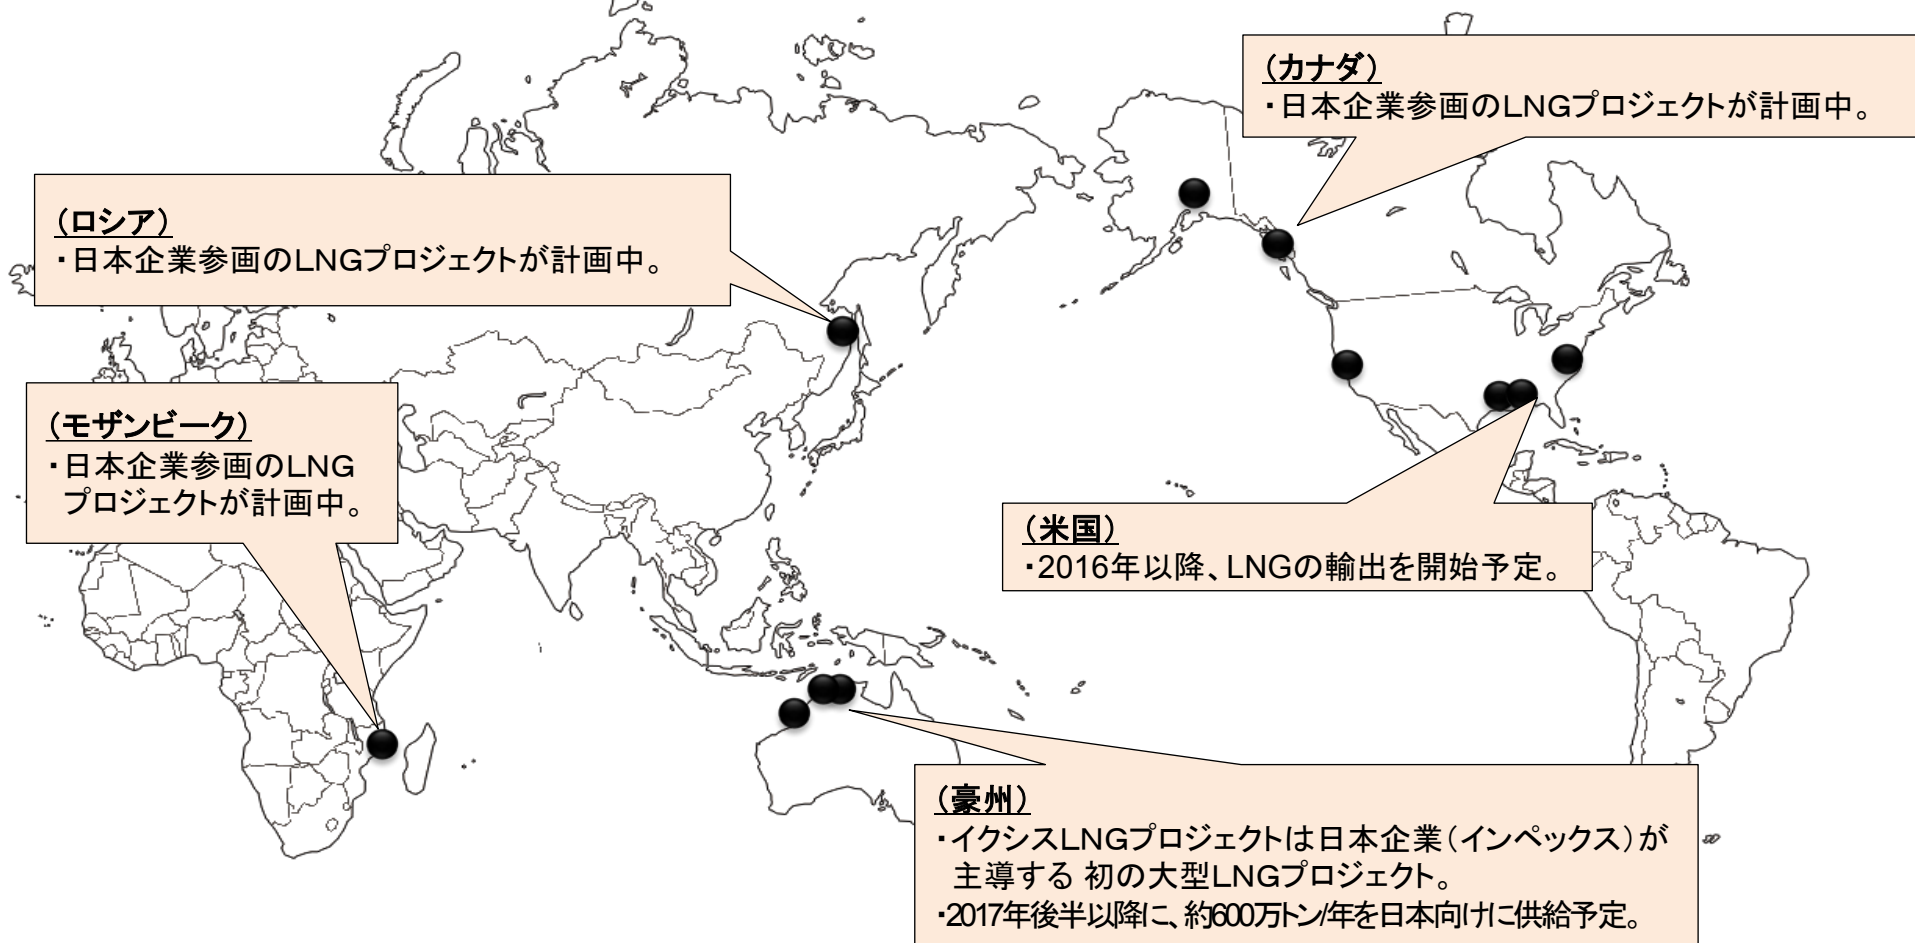 （カナダ）
・日本企業参画のLNGプロジェクトが計画中。
（ロシア）
・日本企業参画のLNGプロジェクトが計画中。
（モザンビーク）
・日本企業参画のLNG
プロジェクトが計画中。
（米国）
・2016年以降、LNGの輸出を開始予定。
（豪州）
・イクシスLNGプロジェクトは日本企業（インペックス）が
主導する 初の大型LNGプロジェクト。
・2017年後半以降に、約600万トン/年を日本向けに供給予定。